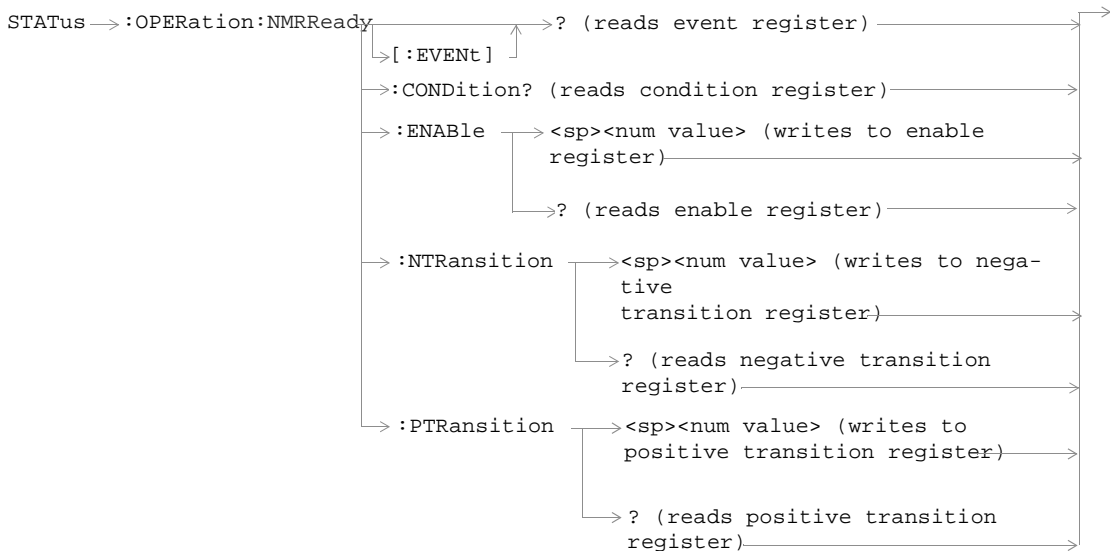 STATus :OPERation:NMRReady ? (reads event register)
[:EVENt]
:CONDition? (reads condition register)
:ENABle <sp><num value> (writes to enable
register)
? (reads enable register)
:NTRansition <sp><num value> (writes to nega-
tive
transition register)
? (reads negative transition
register)
:PTRansition <sp><num value> (writes to
positive transition register)
? (reads positive transition
register)